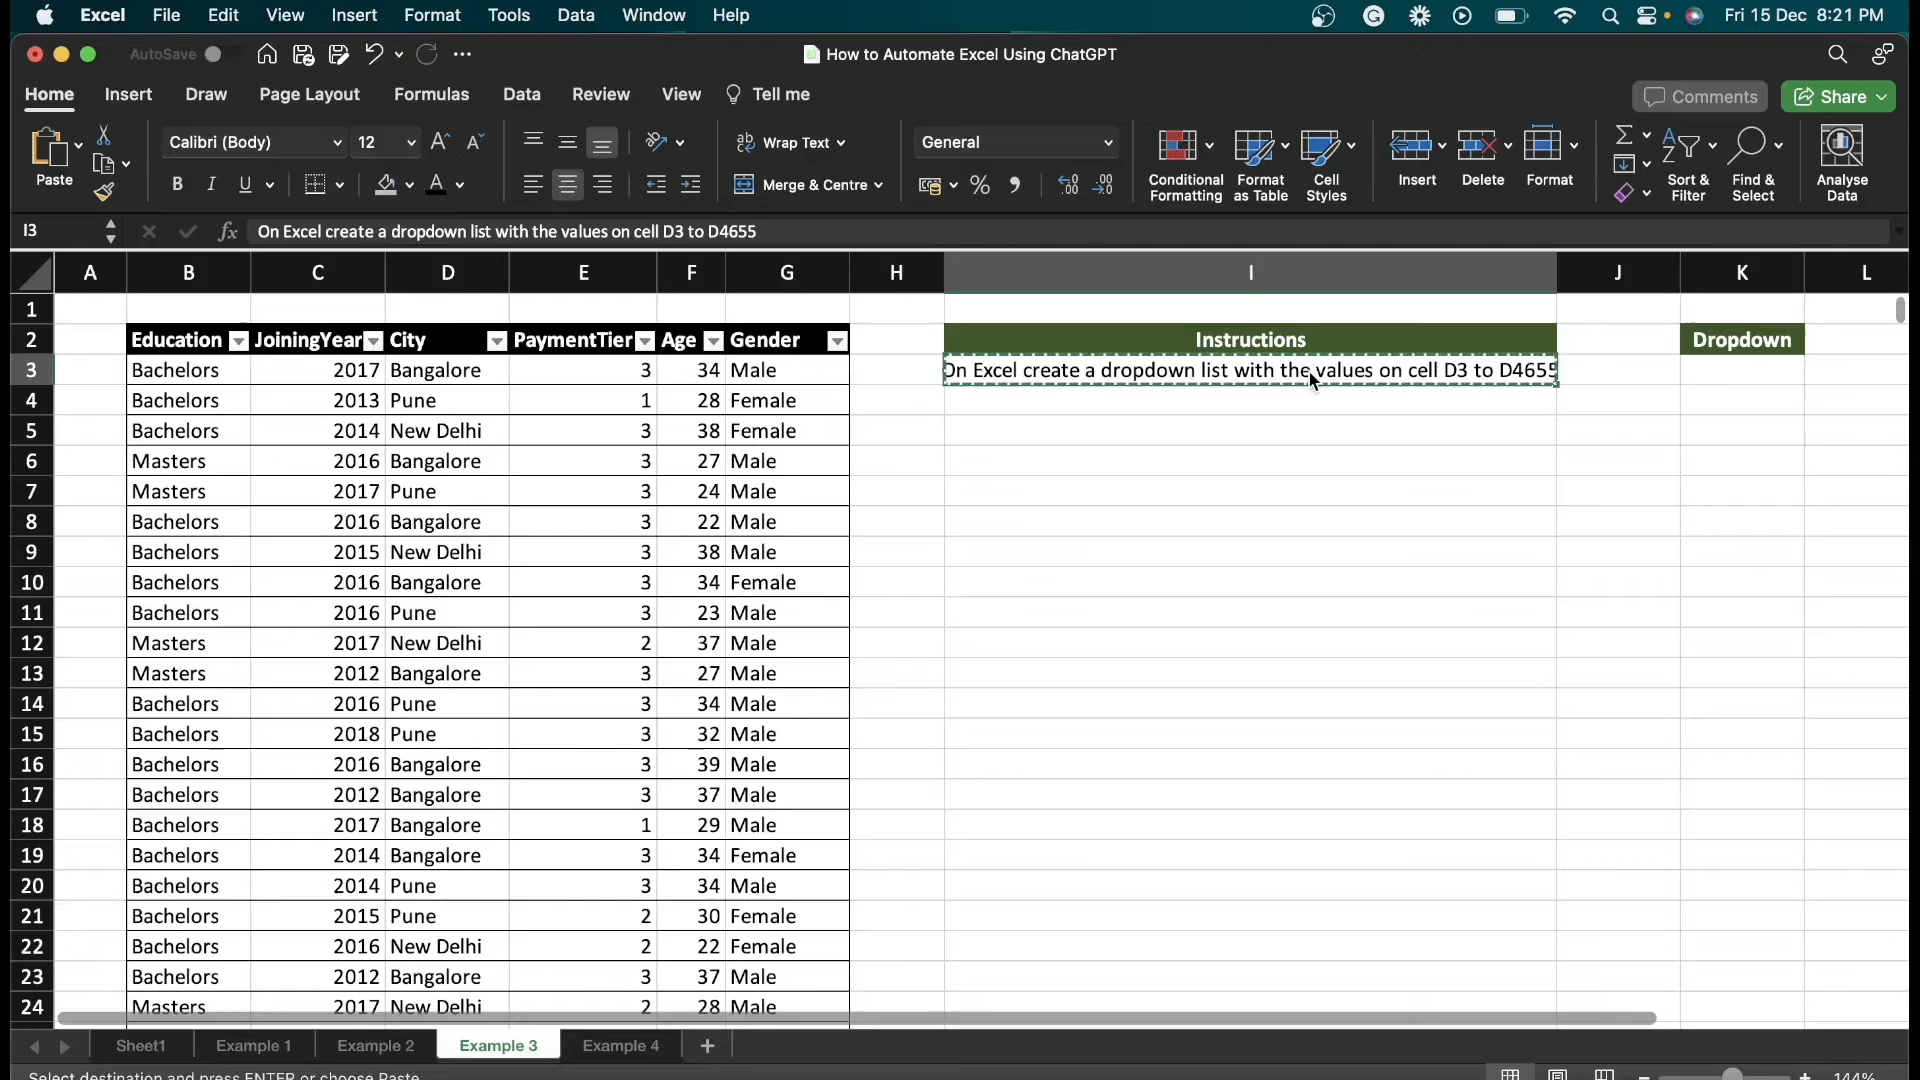 Excel File Edit View Insert Format Tools Data Window Help Fri 15 Dec 8:21 PM
AutoSave How to Automate Excel Using ChatGPT
Home Insert Draw Page Layout Formulas Data Review View Tell me Comments Share
Calibri (Body) 12 Wrap Text General
Paste B I U Merge & Centre Conditional Formatting Format as Table Cell Styles Insert Delete Format Sort & Filter Find & Select Analyse Data
I3 fx On Excel create a dropdown list with the values on cell D3 to D4655
A B C D E F G H I J K L
1
2 Education JoiningYear City PaymentTier Age Gender Instructions Dropdown
3 Bachelors 2017 Bangalore 3 34 Male On Excel create a dropdown list with the values on cell D3 to D4655
4 Bachelors 2013 Pune 1 28 Female
5 Bachelors 2014 New Delhi 3 38 Female
6 Masters 2016 Bangalore 3 27 Male
7 Masters 2017 Pune 3 24 Male
8 Bachelors 2016 Bangalore 3 22 Male
9 Bachelors 2015 New Delhi 3 38 Male
10 Bachelors 2016 Bangalore 3 34 Female
11 Bachelors 2016 Pune 3 23 Male
12 Masters 2017 New Delhi 2 37 Male
13 Masters 2012 Bangalore 3 27 Male
14 Bachelors 2016 Pune 3 34 Male
15 Bachelors 2018 Pune 3 32 Male
16 Bachelors 2016 Bangalore 3 39 Male
17 Bachelors 2012 Bangalore 3 37 Male
18 Bachelors 2017 Bangalore 1 29 Male
19 Bachelors 2014 Bangalore 3 34 Female
20 Bachelors 2014 Pune 3 34 Male
21 Bachelors 2015 Pune 2 30 Female
22 Bachelors 2016 New Delhi 2 22 Female
23 Bachelors 2012 Bangalore 3 37 Male
24 Masters 2017 New Delhi 2 28 Male
Sheet1 Example 1 Example 2 Example 3 Example 4 +
Select destination and press ENTER or choose Paste 144%